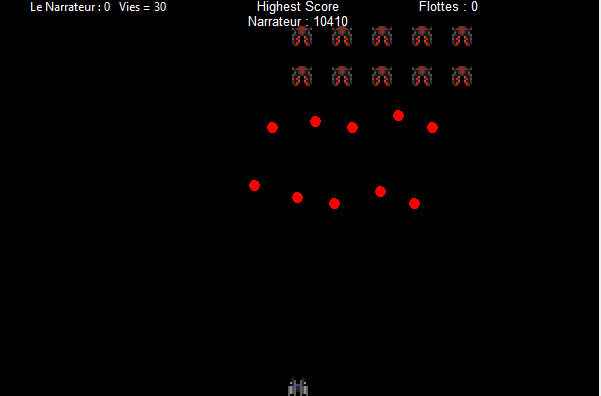 Le Narrateur : 0 Vies = 30
Highest Score
Narrateur : 10410
Flottes : 0